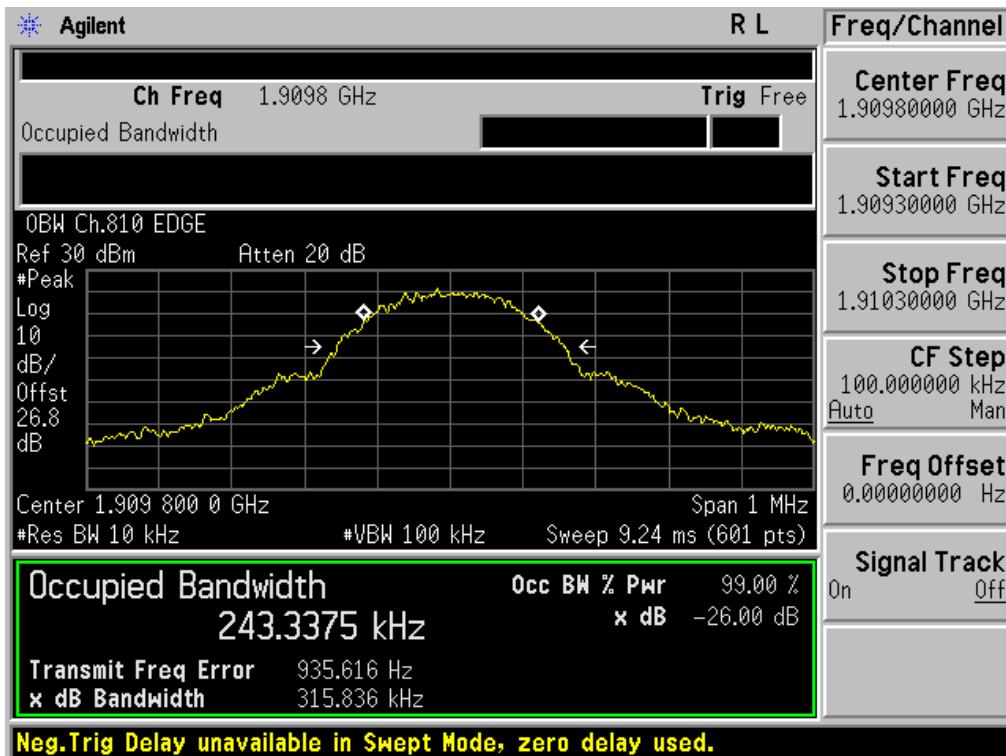 Agilent R L
Ch Freq 1.9098 GHz Trig Free
Occupied Bandwidth
OBW Ch.810 EDGE
Ref 30 dBm Atten 20 dB
#Peak
Log
10
dB/
Offst
26.8
dB
Center 1.909 800 0 GHz Span 1 MHz
#Res BW 10 kHz #VBW 100 kHz Sweep 9.24 ms (601 pts)
Occupied Bandwidth Occ BW % Pwr 99.00 %
243.3375 kHz x dB -26.00 dB
Transmit Freq Error 935.616 Hz
x dB Bandwidth 315.836 kHz
Neg.Trig Delay unavailable in Swept Mode, zero delay used.
Freq/Channel
Center Freq
1.90980000 GHz
Start Freq
1.90930000 GHz
Stop Freq
1.91030000 GHz
CF Step
100.000000 kHz
Auto Man
Freq Offset
0.00000000 Hz
Signal Track
On Off